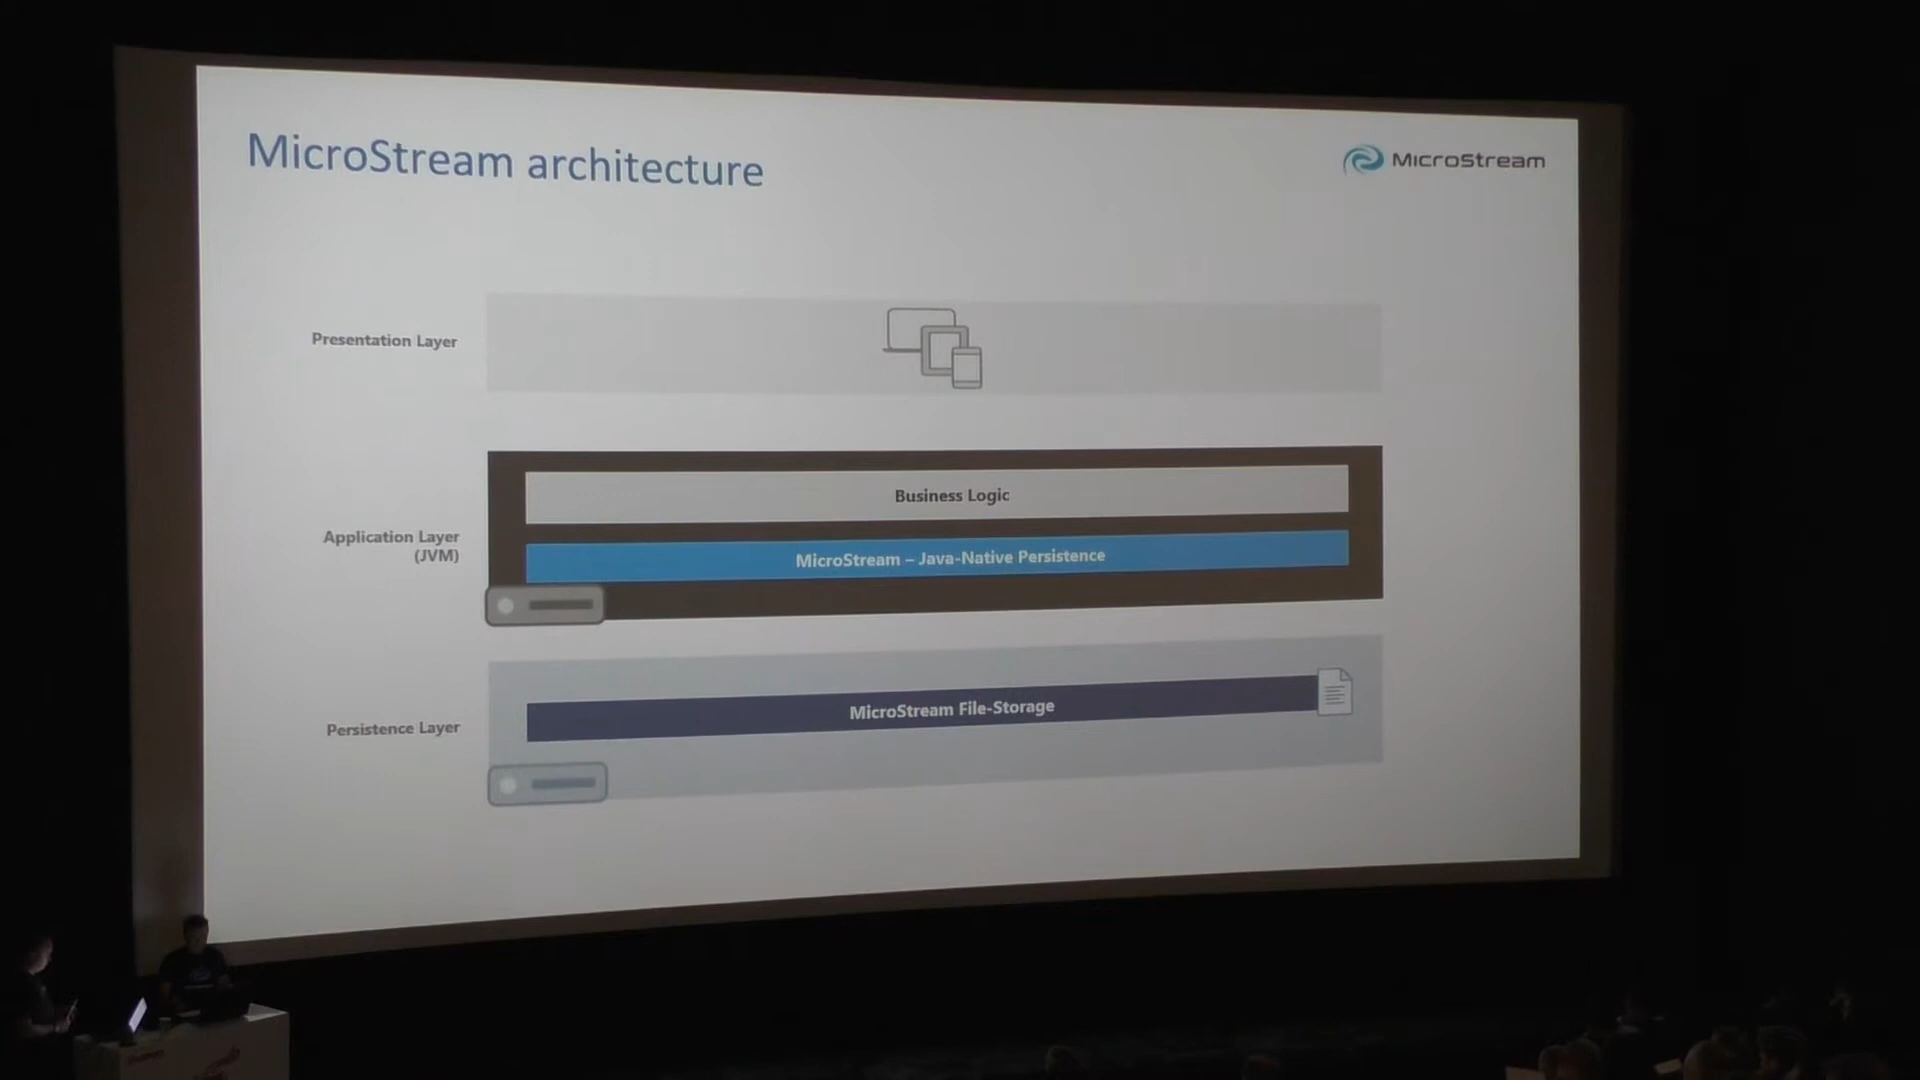 MicroStream architecture
MicroStream
Presentation Layer
Business Logic
Application Layer
(JVM)
MicroStream – Java-Native Persistence
MicroStream File-Storage
Persistence Layer